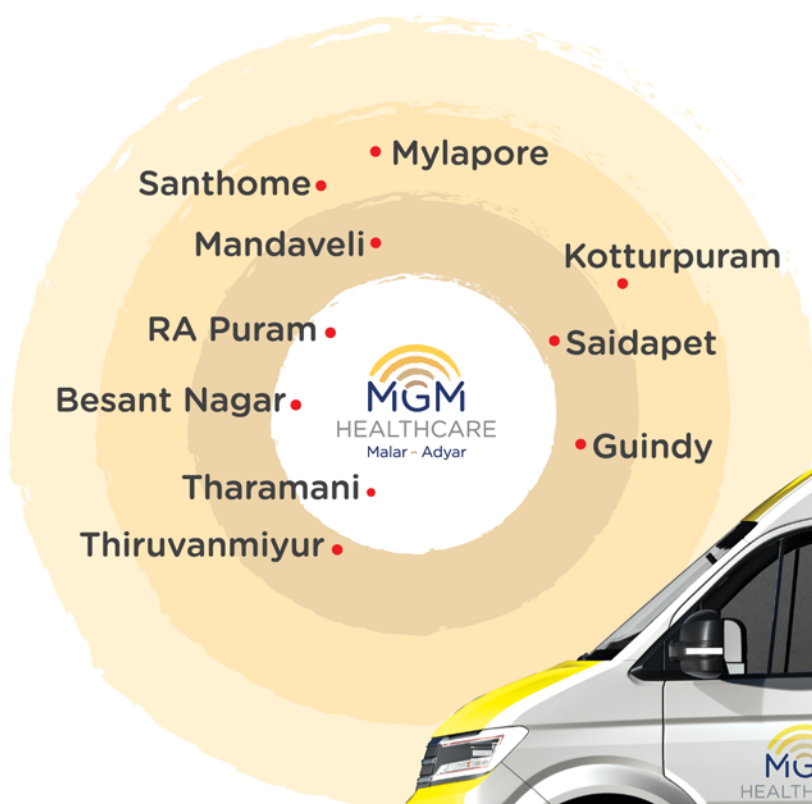 Mylapore
Santhome
Mandaveli
Kotturpuram
RA Puram
Saidapet
Besant Nagar
MGM
HEALTHCARE
Malar ~ Adyar
Guindy
Tharamani
Thiruvanmiyur